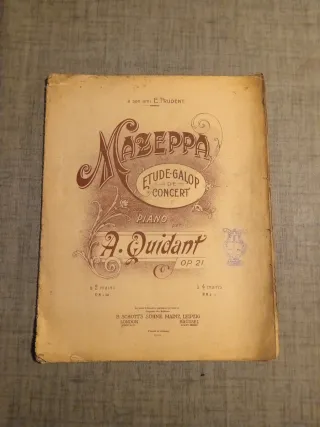 à son ami E. PRUDENT.
MAZEPPA
ETUDE-GALOP
DE
CONCERT
PIANO
A. Quidant
OP. 21
à 2 mains
à 4 mains
B. SCHOTT'S SÖHNE, MAINZ, LEIPZIG
LONDON
BRUSSEL